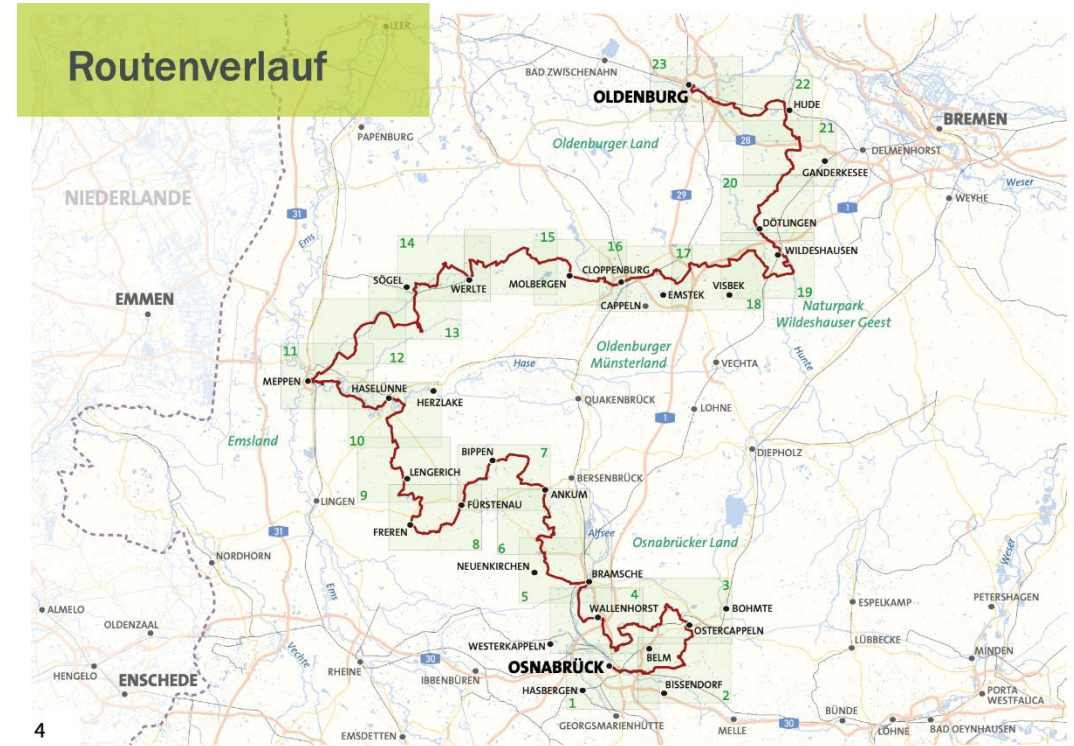 Routenverlauf
LEER
BAD ZWISCHENAHN
23
OLDENBURG
22
HUDE
BREMEN
PAPENBURG
Oldenburger Land
28
21
DELMENHORST
GANDERKESEE
Weser
NIEDERLANDE
31
29
20
1
WEYHE
Ems
DÖTLINGEN
14
15
16
17
WILDESHAUSEN
CLOPPENBURG
SÖGEL
WERLTE
MOLBERGEN
EMSTEK
VISBEK
19
EMMEN
CAPPELN
18
Naturpark
Wildeshauser Geest
13
Oldenburger
Münsterland
11
12
Hase
VECHTA
Hunte
MEPPEN
HASELÜNNE
HERZLAKE
QUAKENBRÜCK
LOHNE
1
Emsland
10
BIPPEN
7
DIEPHOLZ
LENGERICH
BERSENBRÜCK
9
ANKUM
LINGEN
FÜRSTENAU
FREREN
Alfsee
Osnabrücker Land
31
8
6
Weser
NORDHORN
NEUENKIRCHEN
BRAMSCHE
3
Ems
5
4
ALMELO
WALLENHORST
BOHMTE
ESPELKAMP
PETERSHAGEN
OLDENZAAL
OSTERCAPPELN
Vechte
WESTERKAPPELN
LÜBBECKE
BELM
MINDEN
HENGELO
RHEINE
30
IBBENBÜREN
OSNABRÜCK
ENSCHEDE
HASBERGEN
BISSENDORF
PORTA
WESTFALICA
1
2
BÜNDE
4
GEORGSMARIENHÜTTE
MELLE
30
LÖHNE
BAD OEYNHAUSEN
EMSDETTEN